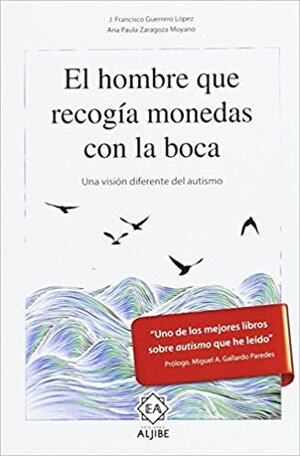 J. Francisco Guerrero López
Ana Paula Zaragoza Moyano
El hombre que
recogía monedas
con la boca
Una visión diferente del autismo
"Uno de los mejores libros
sobre autismo que he leído"
Prólogo. Miguel A. Gallardo Paredes
EA
EDICIONES
ALJIBE